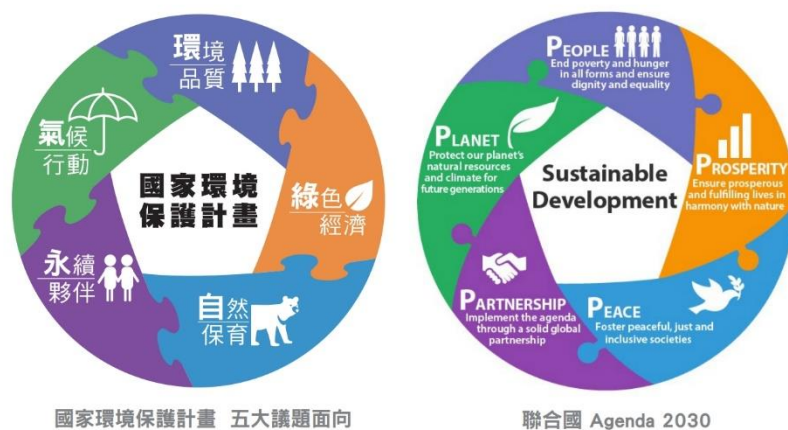 環境
品質
氣候
行動
國家環境
保護計畫
綠色
經濟
永續
夥伴
自然
保育
國家環境保護計畫 五大議題面向
PEOPLE
End poverty and hunger
in all forms and ensure
dignity and equality
PLANET
Protect our planet's
natural resources
and climate for
future generations
Sustainable
Development
PROSPERITY
Ensure prosperous
and fulfilling lives in
harmony with nature
PARTNERSHIP
Implement the agenda
through a solid global
partnership
PEACE
Foster peaceful, just and
inclusive societies
聯合國 Agenda 2030